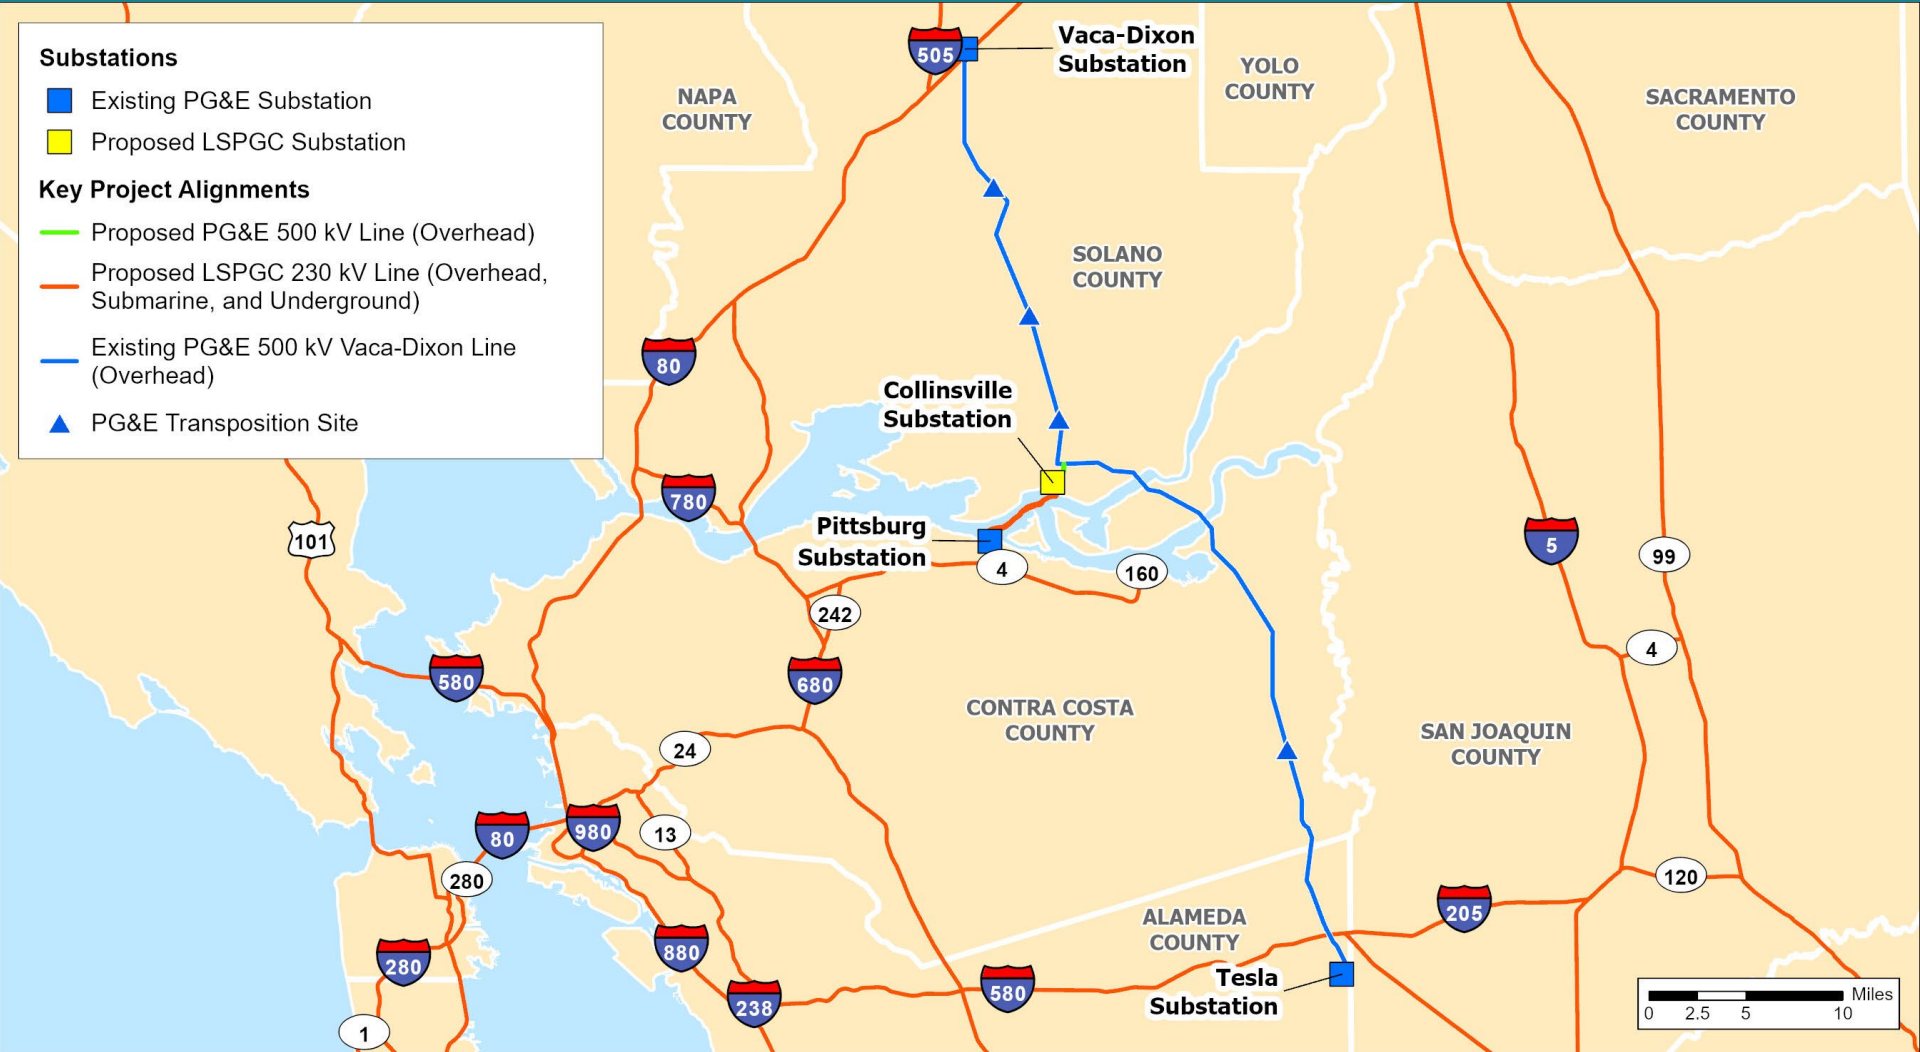 Substations
Existing PG&E Substation
Proposed LSPGC Substation
Key Project Alignments
Proposed PG&E 500 kV Line (Overhead)
Proposed LSPGC 230 kV Line (Overhead,
Submarine, and Underground)
Existing PG&E 500 kV Vaca-Dixon Line
(Overhead)
PG&E Transposition Site
505
Vaca-Dixon
Substation
NAPA
COUNTY
YOLO
COUNTY
SACRAMENTO
COUNTY
SOLANO
COUNTY
80
Collinsville
Substation
780
101
Pittsburg
Substation
4
160
5
99
242
4
580
680
CONTRA COSTA
COUNTY
SAN JOAQUIN
COUNTY
24
80
980
13
280
120
205
ALAMEDA
COUNTY
880
280
Tesla
Substation
580
238
1
Miles
0 2.5 5 10